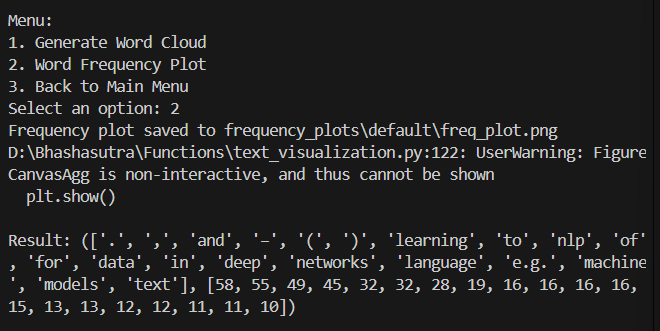 Menu:
1. Generate Word Cloud
2. Word Frequency Plot
3. Back to Main Menu
Select an option: 2
Frequency plot saved to frequency_plots\default\freq_plot.png
D:\Bhashasutra\Functions\text_visualization.py:122: UserWarning: Figure
CanvasAgg is non-interactive, and thus cannot be shown
  plt.show()

Result: (['.', ',', 'and', '–', '(', ')', 'learning', 'to', 'nlp', 'of'
, 'for', 'data', 'in', 'deep', 'networks', 'language', 'e.g.', 'machine
', 'models', 'text'], [58, 55, 49, 45, 32, 32, 28, 19, 16, 16, 16, 16,
15, 13, 13, 12, 12, 11, 11, 10])